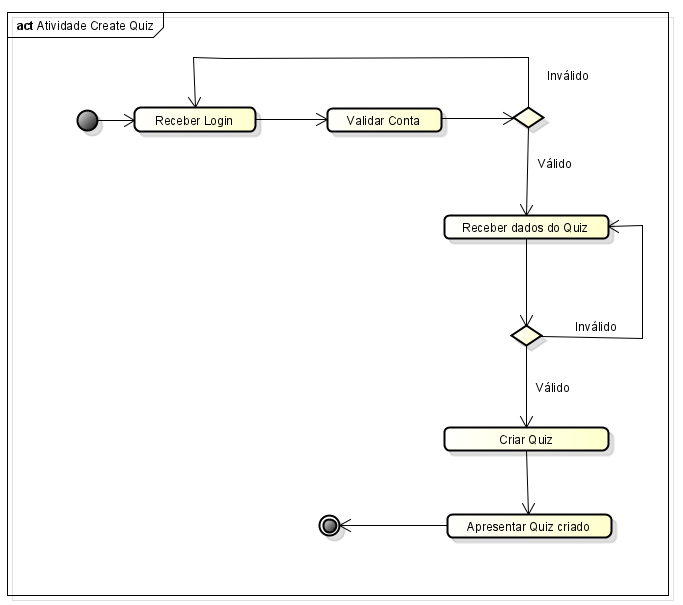 act Atividade Create Quiz
Inválido
Receber Login
Validar Conta
Válido
Receber dados do Quiz
Inválido
Válido
Criar Quiz
Apresentar Quiz criado